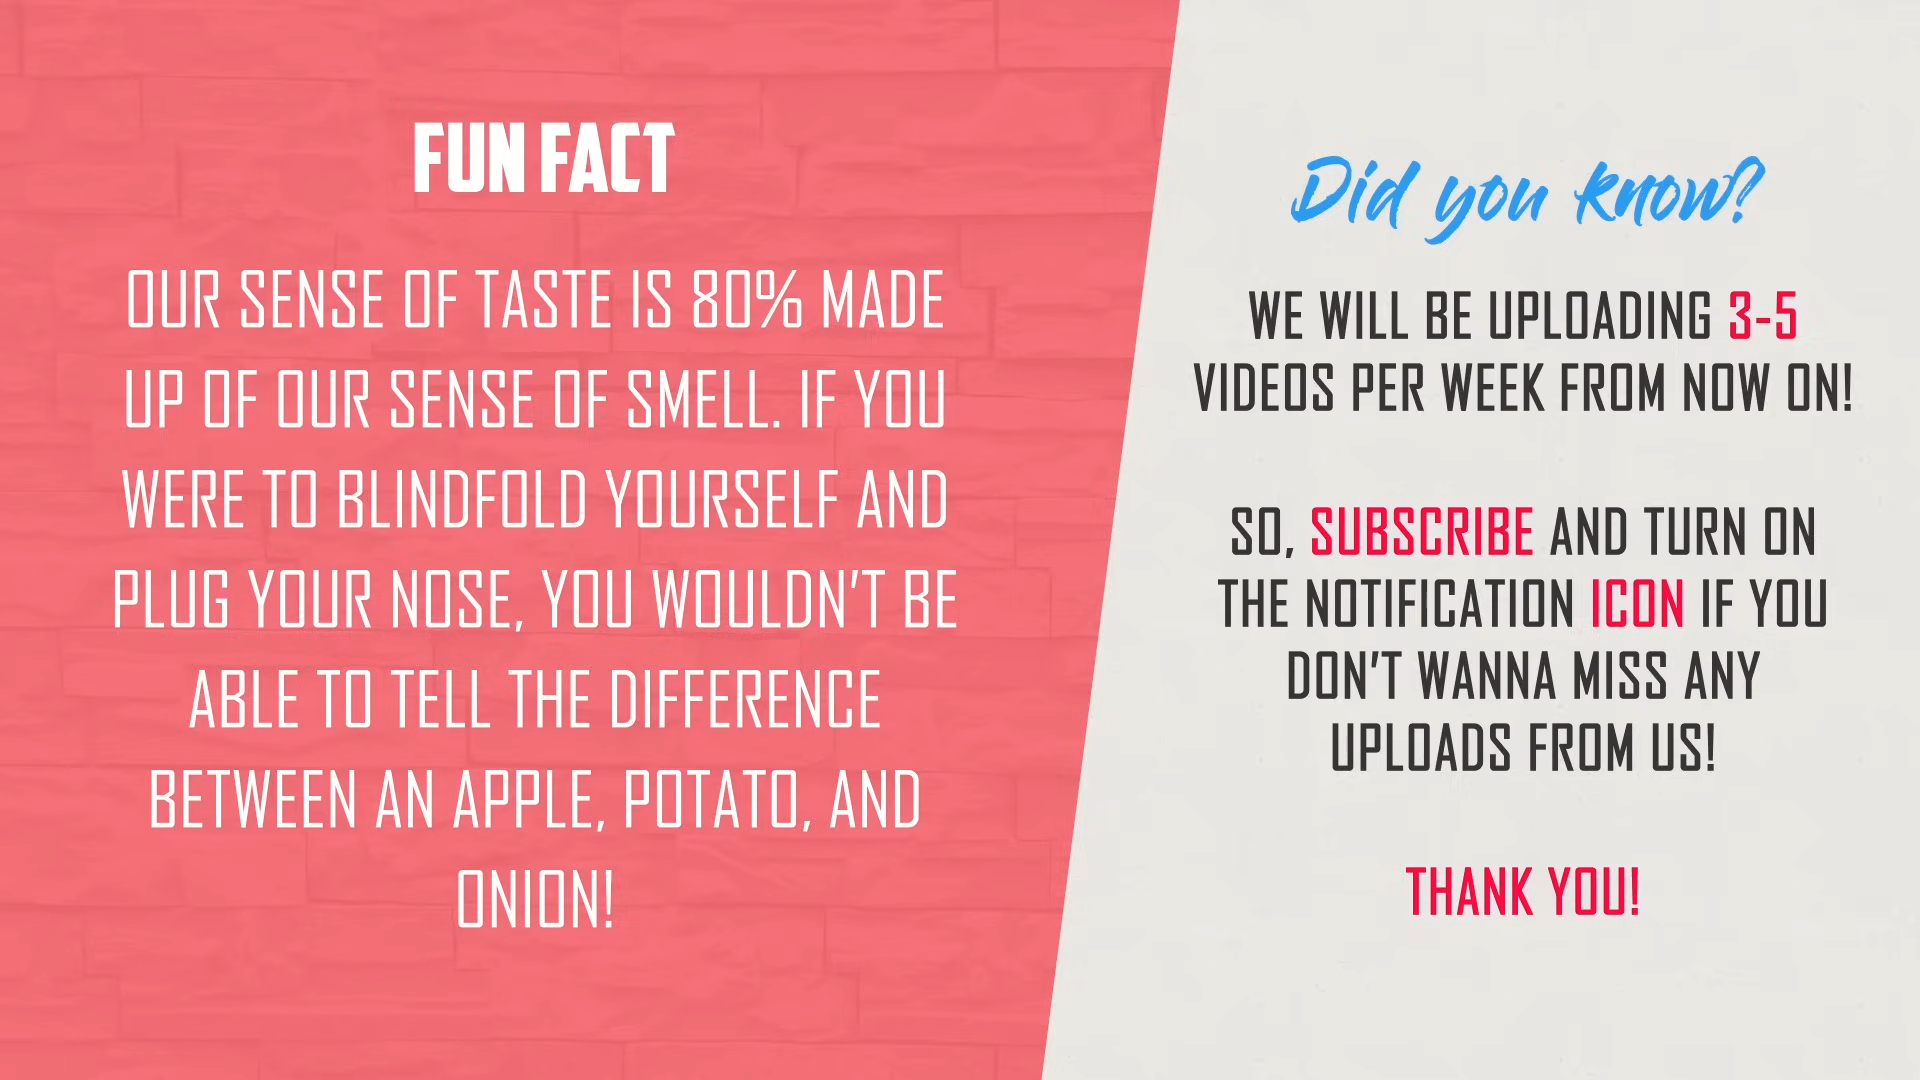 FUN FACT
OUR SENSE OF TASTE IS 80% MADE
UP OF OUR SENSE OF SMELL. IF YOU
WERE TO BLINDFOLD YOURSELF AND
PLUG YOUR NOSE, YOU WOULDN'T BE
ABLE TO TELL THE DIFFERENCE
BETWEEN AN APPLE, POTATO, AND
ONION!
Did you know?
WE WILL BE UPLOADING 3-5
VIDEOS PER WEEK FROM NOW ON!
SO, SUBSCRIBE AND TURN ON
THE NOTIFICATION ICON IF YOU
DON'T WANNA MISS ANY
UPLOADS FROM US!
THANK YOU!